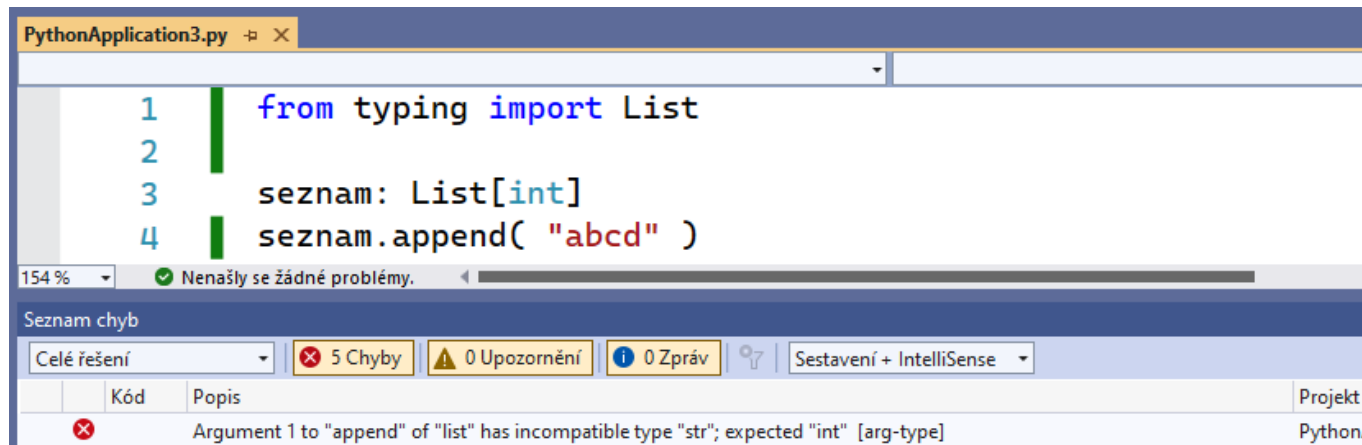 PythonApplication3.py
1 from typing import List
2
3 seznam: List[int]
4 seznam.append( "abcd" )
154 % Nenašly se žádné problémy.
Seznam chyb
Celé řešení 5 Chyby 0 Upozornění 0 Zpráv Sestavení + IntelliSense
Kód Popis Projekt
Argument 1 to "append" of "list" has incompatible type "str"; expected "int" [arg-type] Python